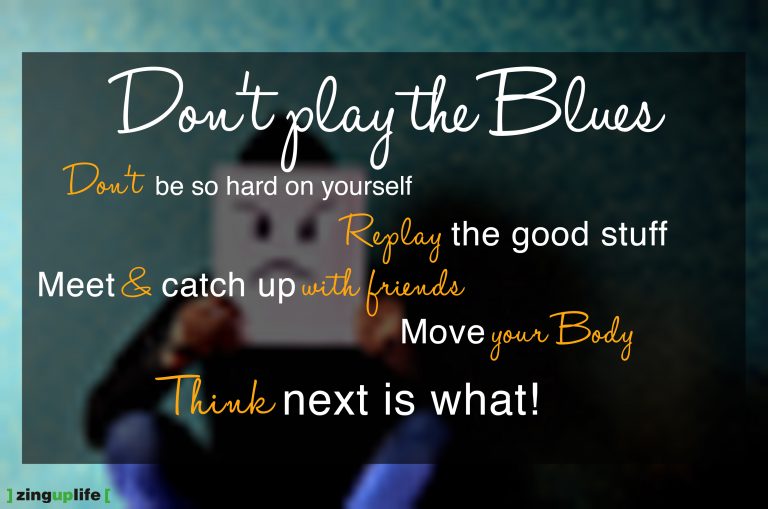 Don't play the Blues
Don't be so hard on yourself
Replay the good stuff
Meet & catch up with friends
Move your Body
Think next is what!
] zinguplife [